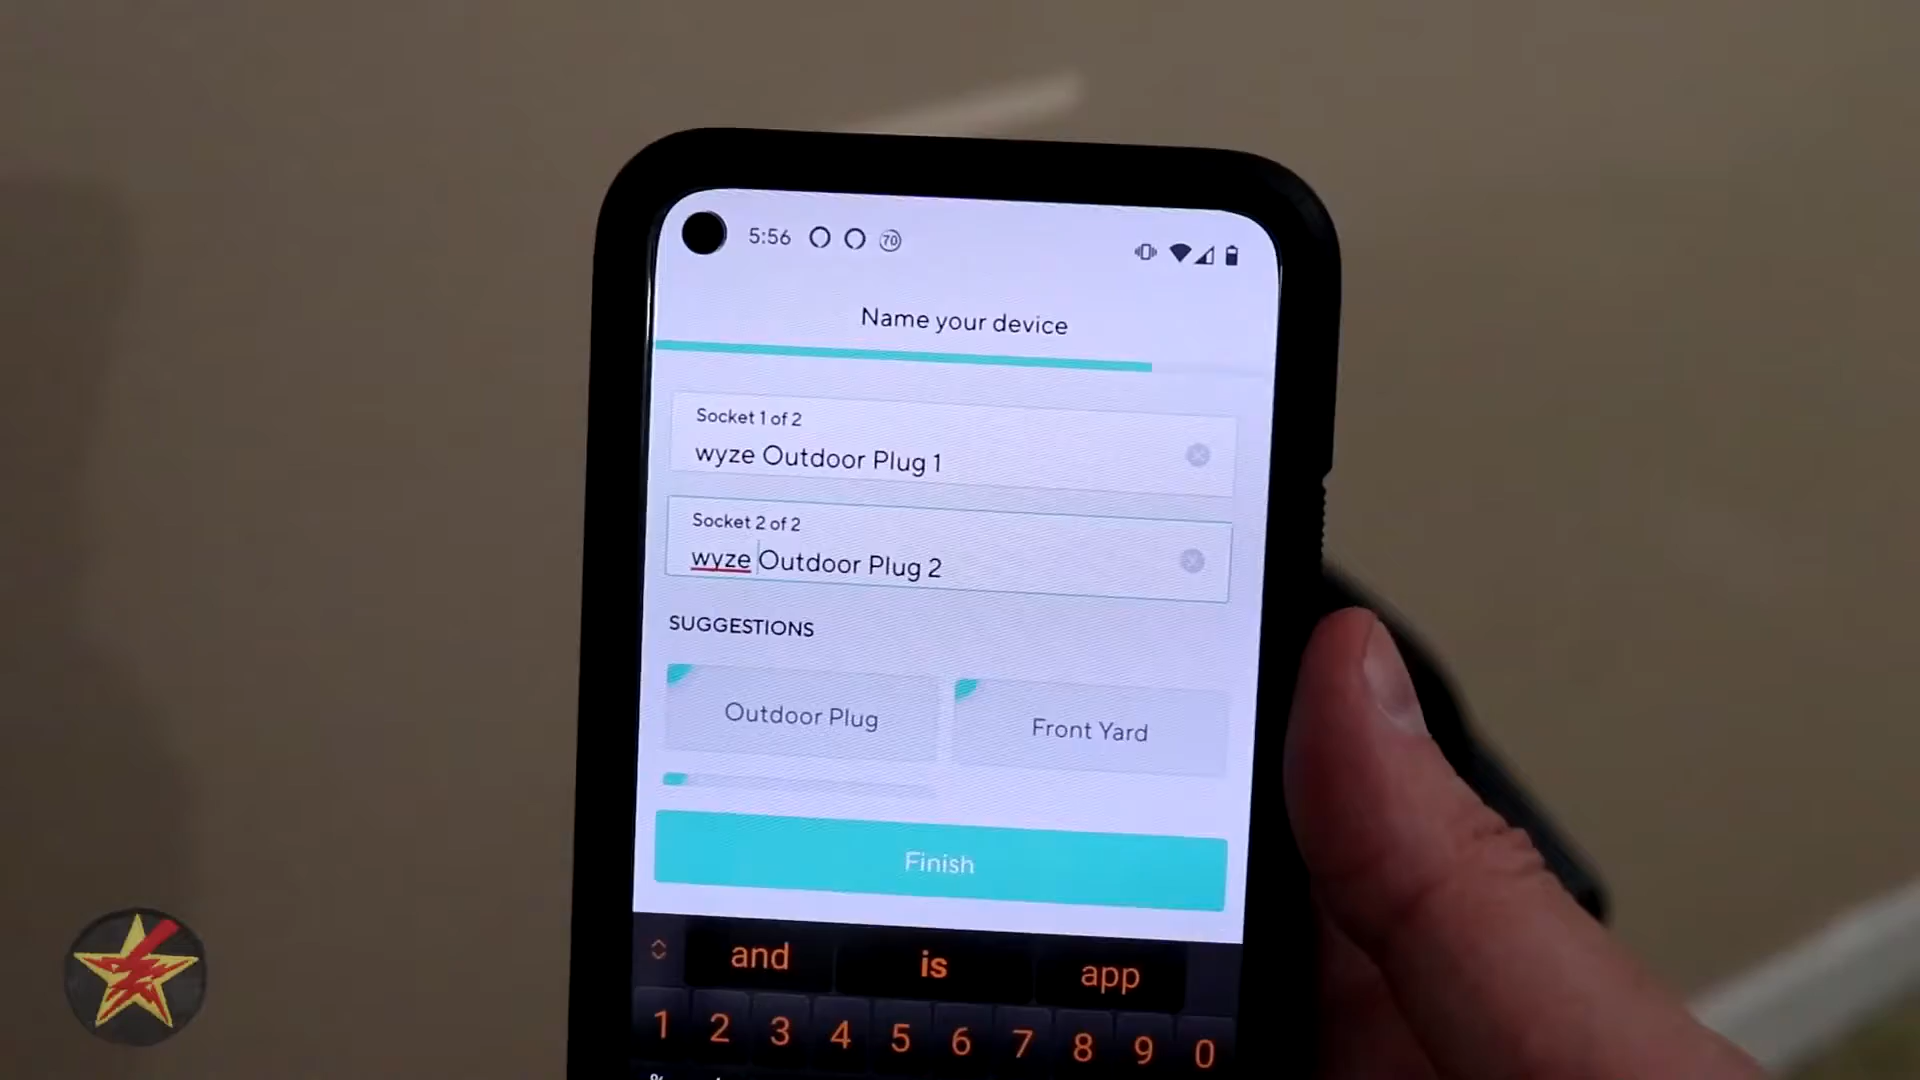 5:56 70
Name your device
Socket 1 of 2
wyze Outdoor Plug 1
Socket 2 of 2
wyze Outdoor Plug 2
SUGGESTIONS
Outdoor Plug
Front Yard
Finish
and is app
1 2 3 4 5 6 7 8 9 0